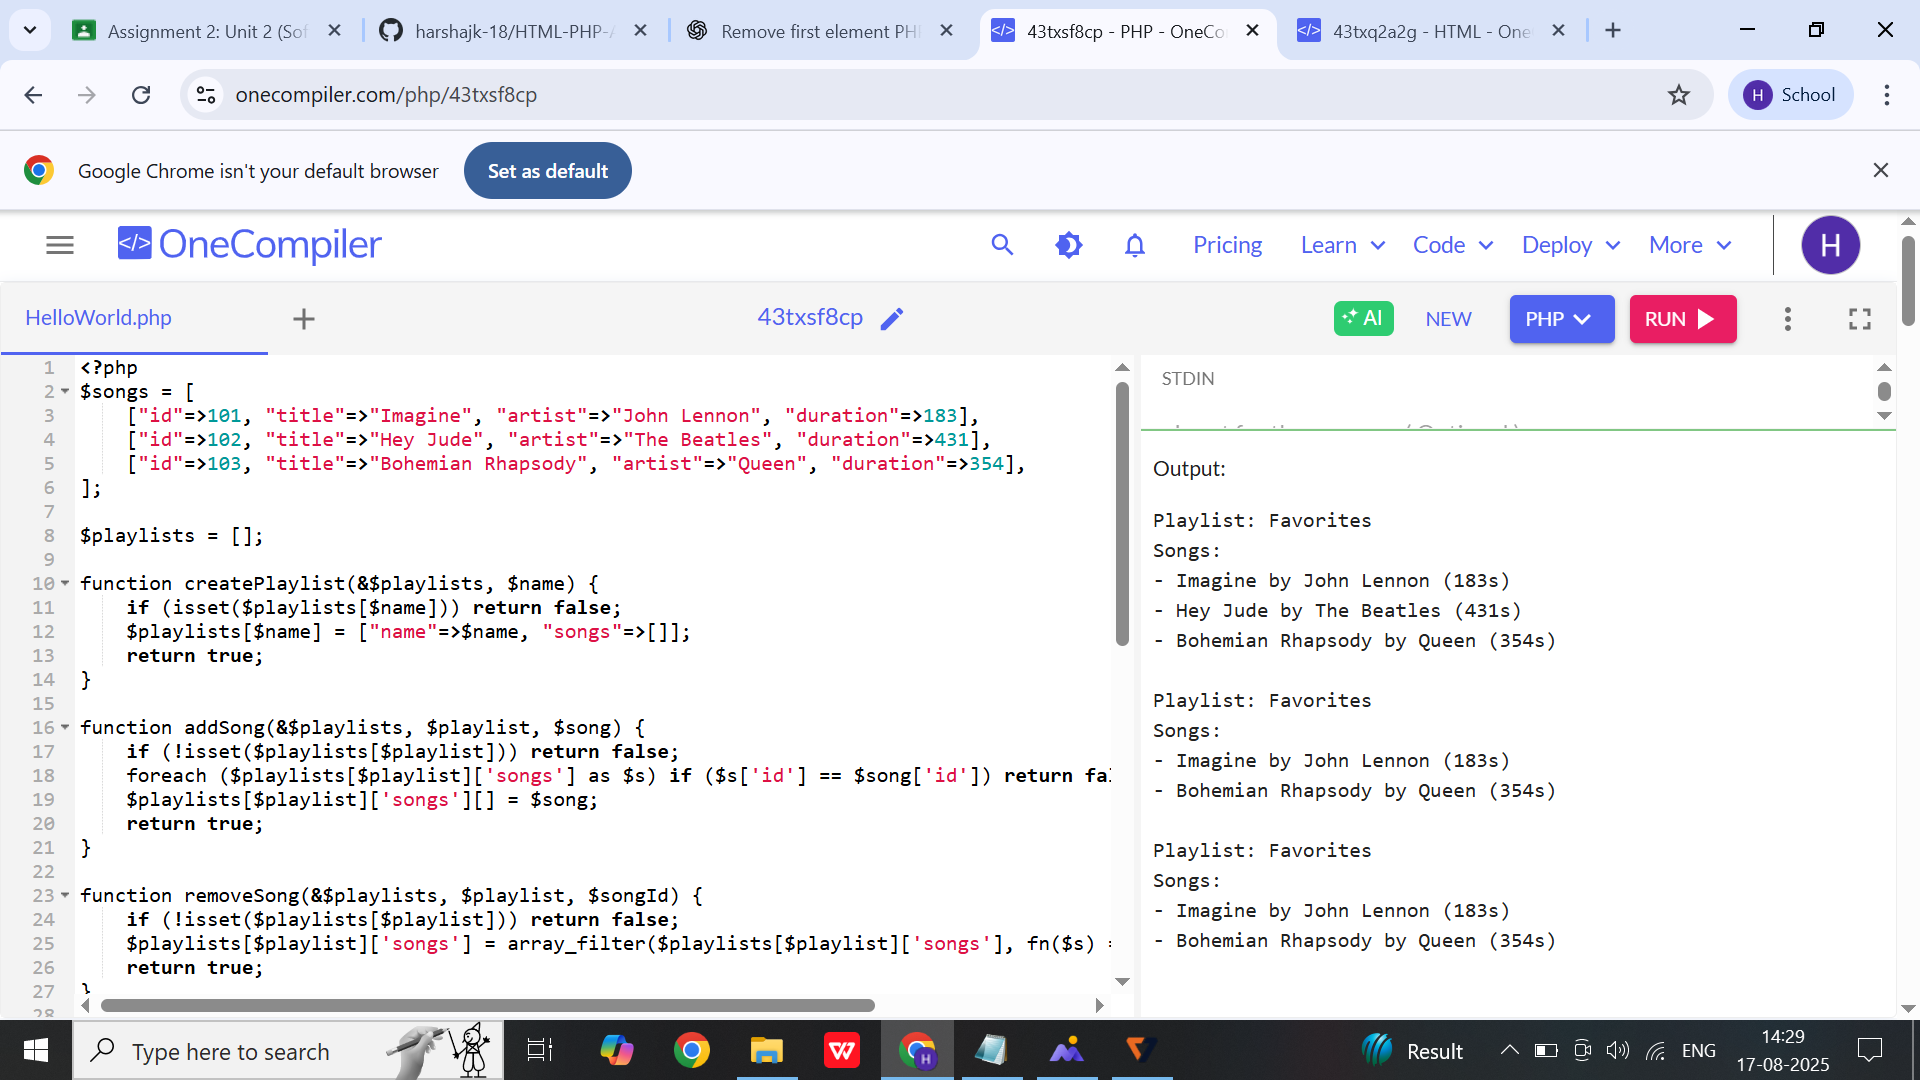 Assignment 2: Unit 2 (Sof
harshajk-18/HTML-PHP-A
Remove first element PHP
43txsf8cp - PHP - OneCo
43txq2a2g - HTML - One
onecompiler.com/php/43txsf8cp
H School
Google Chrome isn't your default browser
Set as default
</> OneCompiler
Pricing
Learn
Code
Deploy
More
H
HelloWorld.php
43txsf8cp
AI
NEW
PHP
RUN
1 <?php
2 $songs = [
3 ["id"=>101, "title"=>"Imagine", "artist"=>"John Lennon", "duration"=>183],
4 ["id"=>102, "title"=>"Hey Jude", "artist"=>"The Beatles", "duration"=>431],
5 ["id"=>103, "title"=>"Bohemian Rhapsody", "artist"=>"Queen", "duration"=>354],
6 ];
7
8 $playlists = [];
9
10 function createPlaylist(&$playlists, $name) {
11 if (isset($playlists[$name])) return false;
12 $playlists[$name] = ["name"=>$name, "songs"=>[]];
13 return true;
14 }
15
16 function addSong(&$playlists, $playlist, $song) {
17 if (!isset($playlists[$playlist])) return false;
18 foreach ($playlists[$playlist]['songs'] as $s) if ($s['id'] == $song['id']) return fal
19 $playlists[$playlist]['songs'][] = $song;
20 return true;
21 }
22
23 function removeSong(&$playlists, $playlist, $songId) {
24 if (!isset($playlists[$playlist])) return false;
25 $playlists[$playlist]['songs'] = array_filter($playlists[$playlist]['songs'], fn($s) =
26 return true;
27 }
28
STDIN
Output:
Playlist: Favorites
Songs:
- Imagine by John Lennon (183s)
- Hey Jude by The Beatles (431s)
- Bohemian Rhapsody by Queen (354s)
Playlist: Favorites
Songs:
- Imagine by John Lennon (183s)
- Bohemian Rhapsody by Queen (354s)
Playlist: Favorites
Songs:
- Imagine by John Lennon (183s)
- Bohemian Rhapsody by Queen (354s)
Type here to search
Result
ENG
14:29
17-08-2025